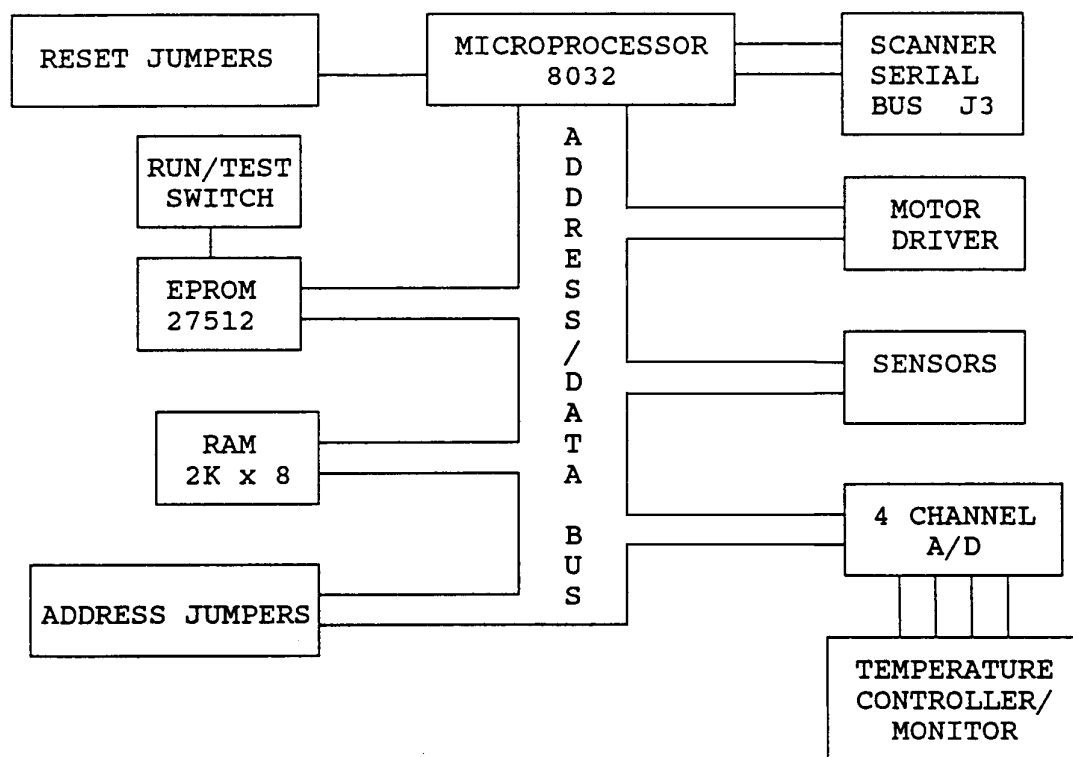 RESET JUMPERS
MICROPROCESSOR
8032
SCANNER
SERIAL
BUS J3
RUN/TEST
SWITCH
ADDRESS/DATA BUS
MOTOR
DRIVER
EPROM
27512
SENSORS
RAM
2K x 8
4 CHANNEL
A/D
ADDRESS JUMPERS
TEMPERATURE
CONTROLLER/
MONITOR